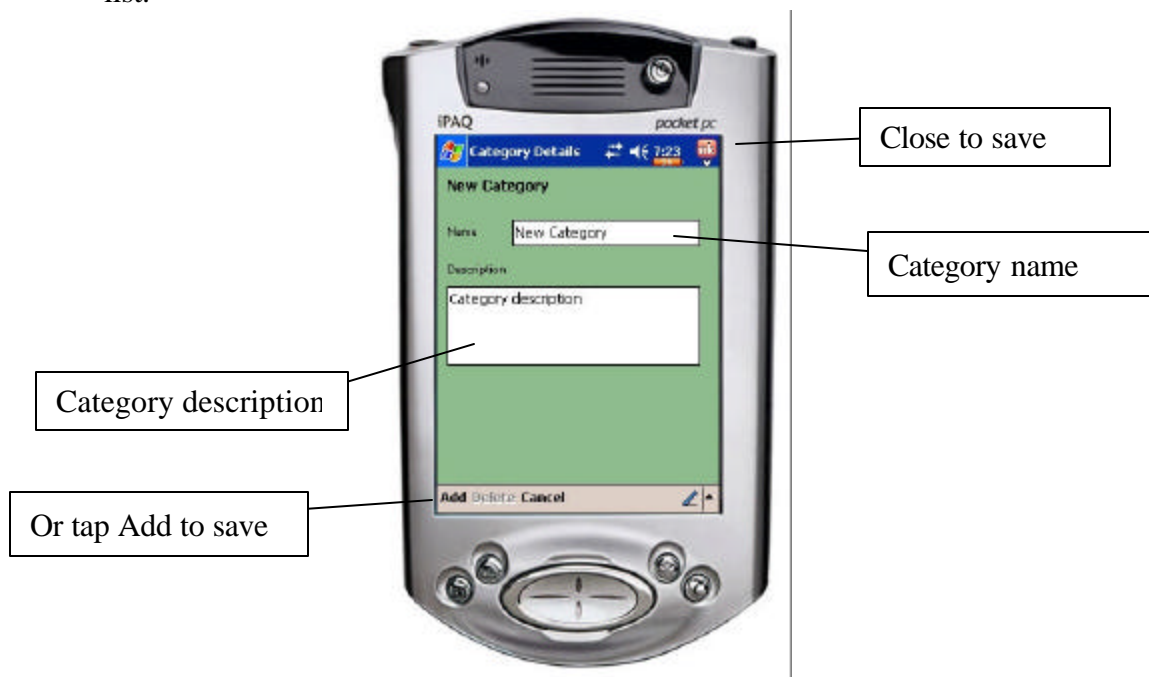 list.
iPAQ pocket pc
Category Details 7:23 ok
New Category
Name New Category
Description
Category description
Add Delete Cancel
Close to save
Category name
Category description
Or tap Add to save